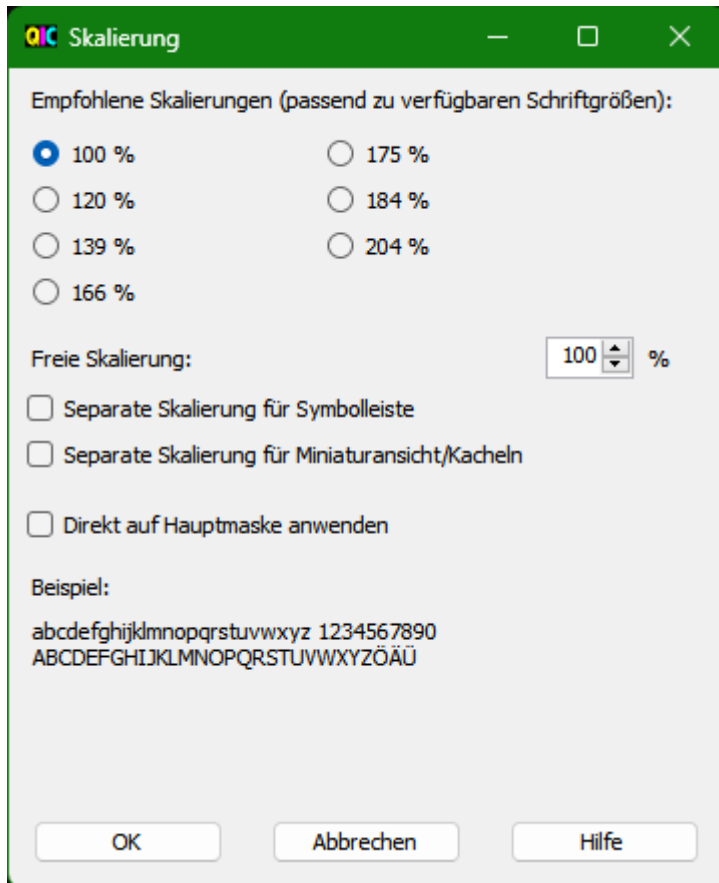 QIC Skalierung
Empfohlene Skalierungen (passend zu verfügbaren Schriftgrößen):
100 % 175 %
120 % 184 %
139 % 204 %
166 %
Freie Skalierung: 100 %
Separate Skalierung für Symbolleiste
Separate Skalierung für Miniaturansicht/Kacheln
Direkt auf Hauptmaske anwenden
Beispiel:
abcdefghijklmnopqrstuvwxyz 1234567890
ABCDEFGHIJKLMNOPQRSTUVWXYZÖÄÜ
OK Abbrechen Hilfe